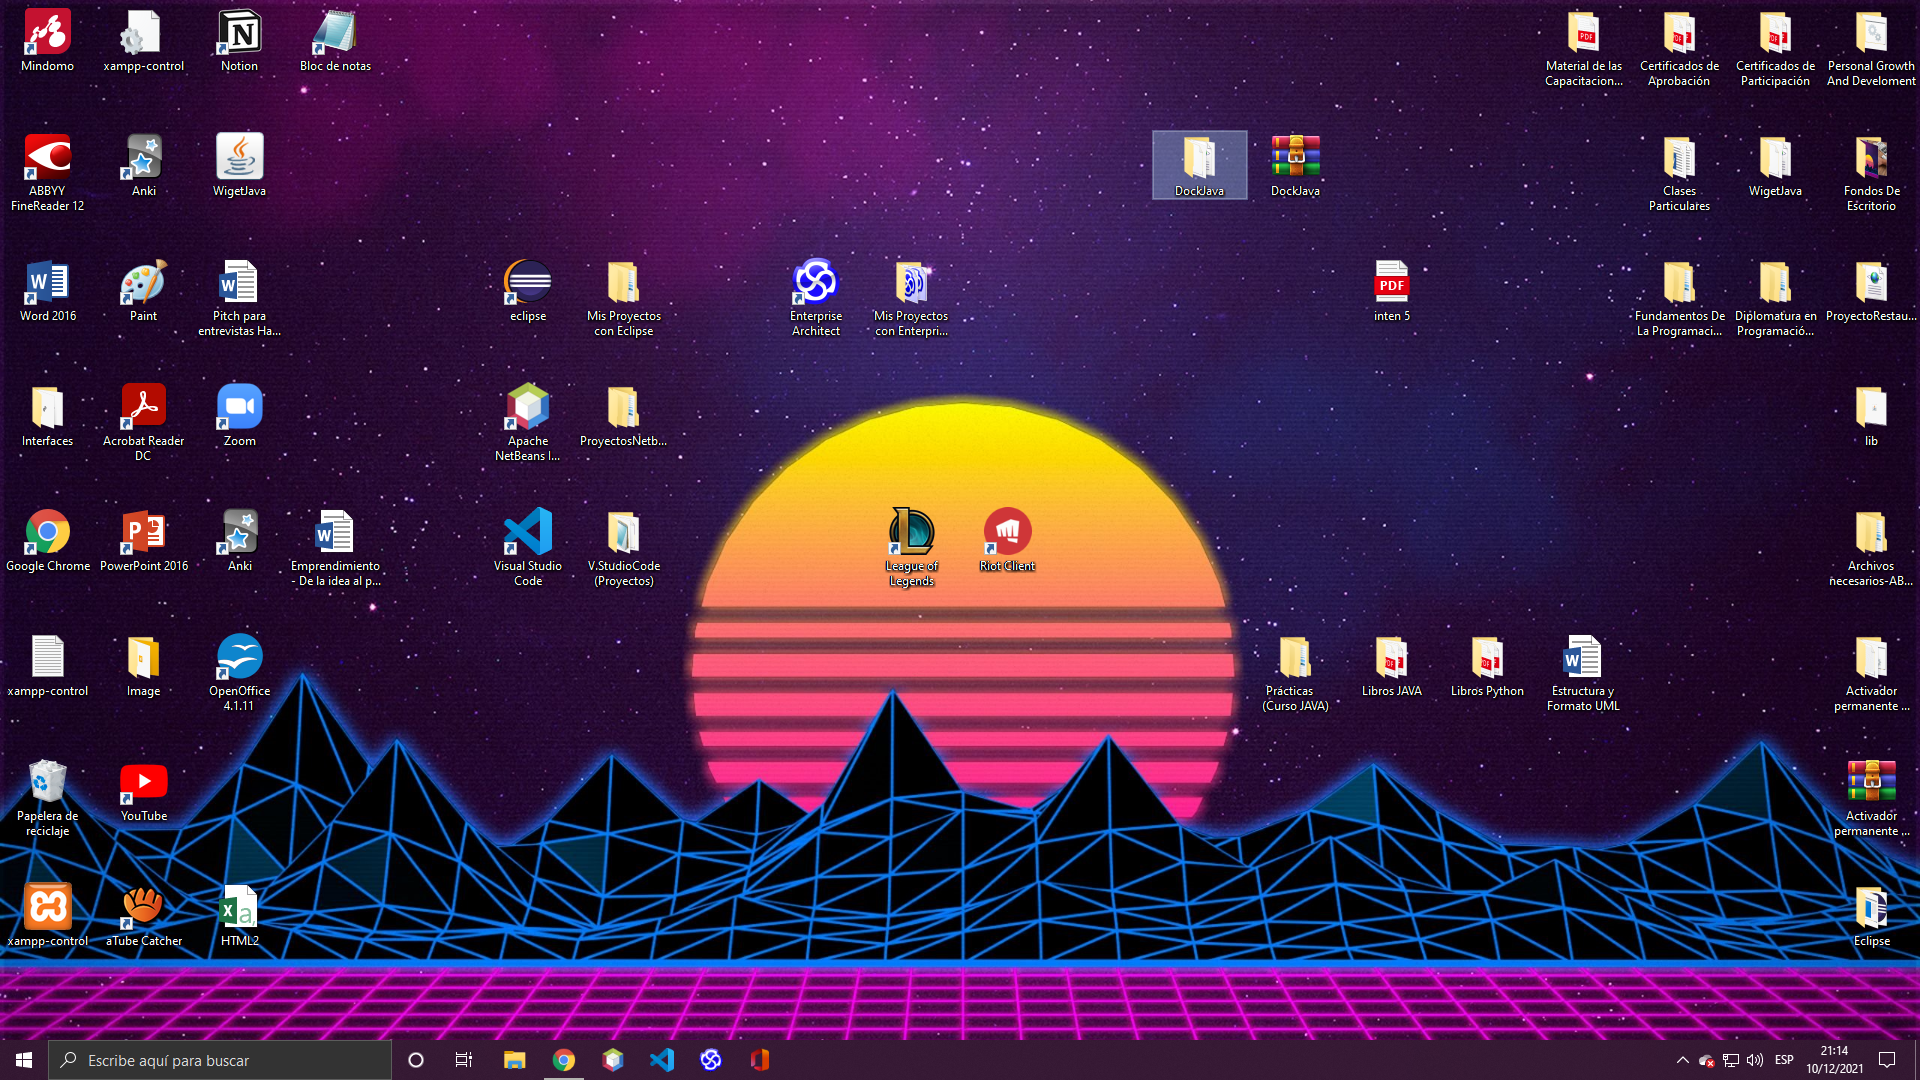 Mindomo
xampp-control
Notion
Bloc de notas
Material de las
Capacitacion...
Certificados de
Aprobación
Certificados de
Participación
Personal Growth
And Develoment
ABBYY
FineReader 12
Anki
WigetJava
DockJava
DockJava
Clases
Particulares
WigetJava
Fondos De
Escritorio
Word 2016
Paint
Pitch para
entrevistas Ha...
eclipse
Mis Proyectos
con Eclipse
Enterprise
Architect
Mis Proyectos
con Enterpri...
PDF
inten 5
Fundamentos De
La Programaci...
Diplomatura en
Programació...
ProyectoRestau...
Interfaces
Acrobat Reader
DC
Zoom
Apache
NetBeans I...
ProyectosNetb...
lib
Google Chrome
PowerPoint 2016
Anki
Emprendimiento
- De la idea al p...
Visual Studio
Code
V.StudioCode
(Proyectos)
League of
Legends
Riot Client
Archivos
necesarios-AB...
xampp-control
Image
OpenOffice
4.1.11
Prácticas
(Curso JAVA)
Libros JAVA
Libros Python
Estructura y
Formato UML
Activador
permanente ...
Papelera de
reciclaje
YouTube
Activador
permanente ...
xampp-control
aTube Catcher
HTML2
Eclipse
Escribe aquí para buscar
ESP
21:14
10/12/2021